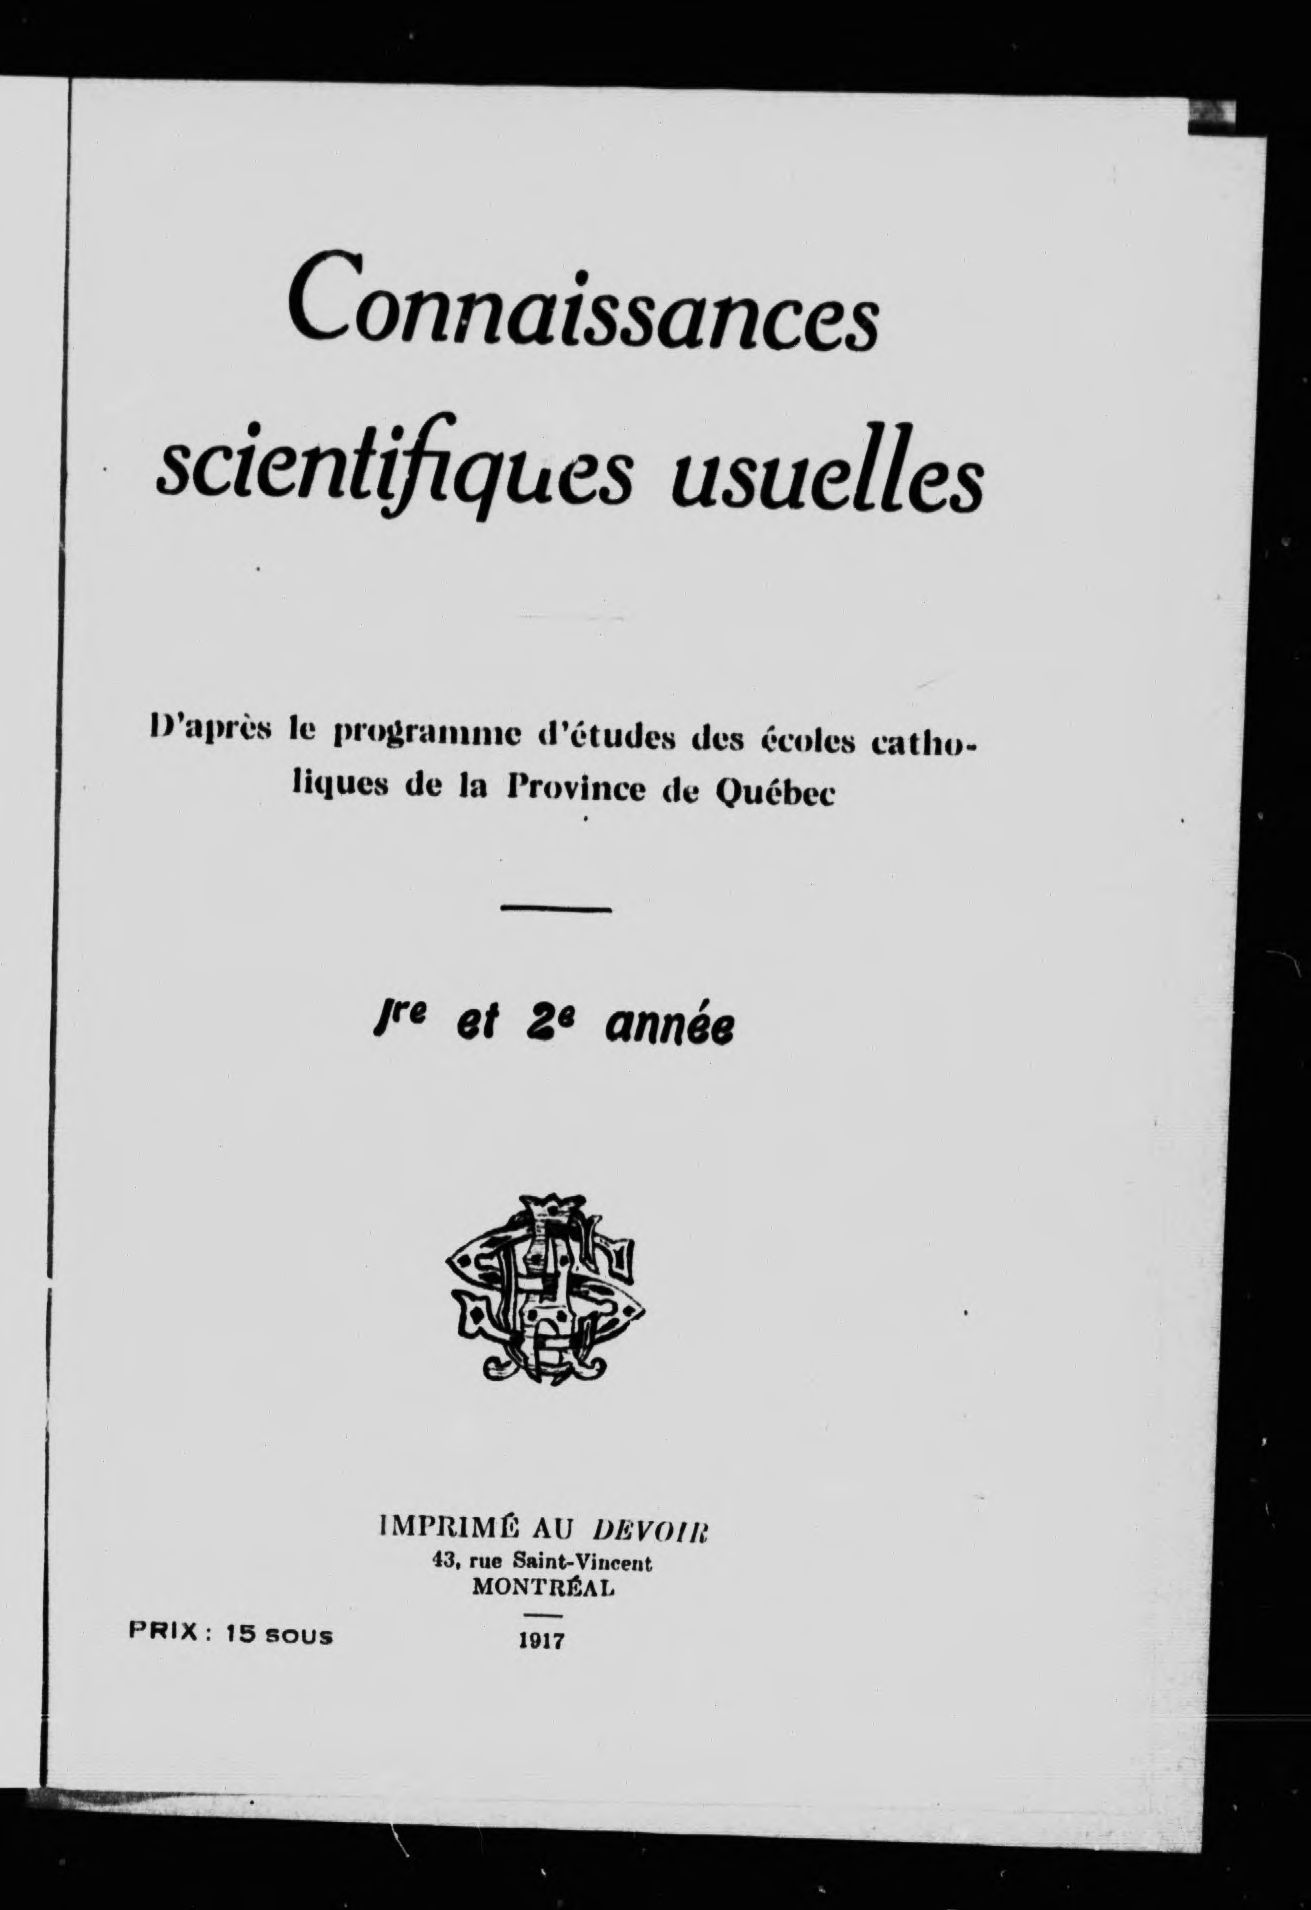 Connaissances
scientifiques usuelles
D'après le programme d'études des écoles catho-
liques de la Province de Québec
1re et 2e année
IMPRIMÉ AU DEVOIR
43, rue Saint-Vincent
MONTRÉAL
PRIX : 15 sous
1917